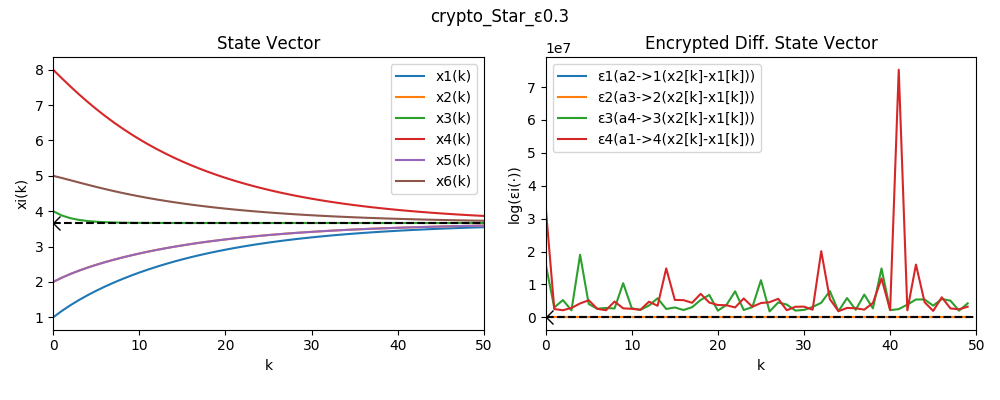 crypto_Star_ε0.3
State Vector
8
7
6
5
4
3
2
1
xi(k)
0
10
20
30
40
50
k
x1(k)
x2(k)
x3(k)
x4(k)
x5(k)
x6(k)
Encrypted Diff. State Vector
1e7
7
6
5
4
3
2
1
0
log(εi(·))
0
10
20
30
40
50
k
ε1(a2->1(x2[k]-x1[k]))
ε2(a3->2(x2[k]-x1[k]))
ε3(a4->3(x2[k]-x1[k]))
ε4(a1->4(x2[k]-x1[k]))